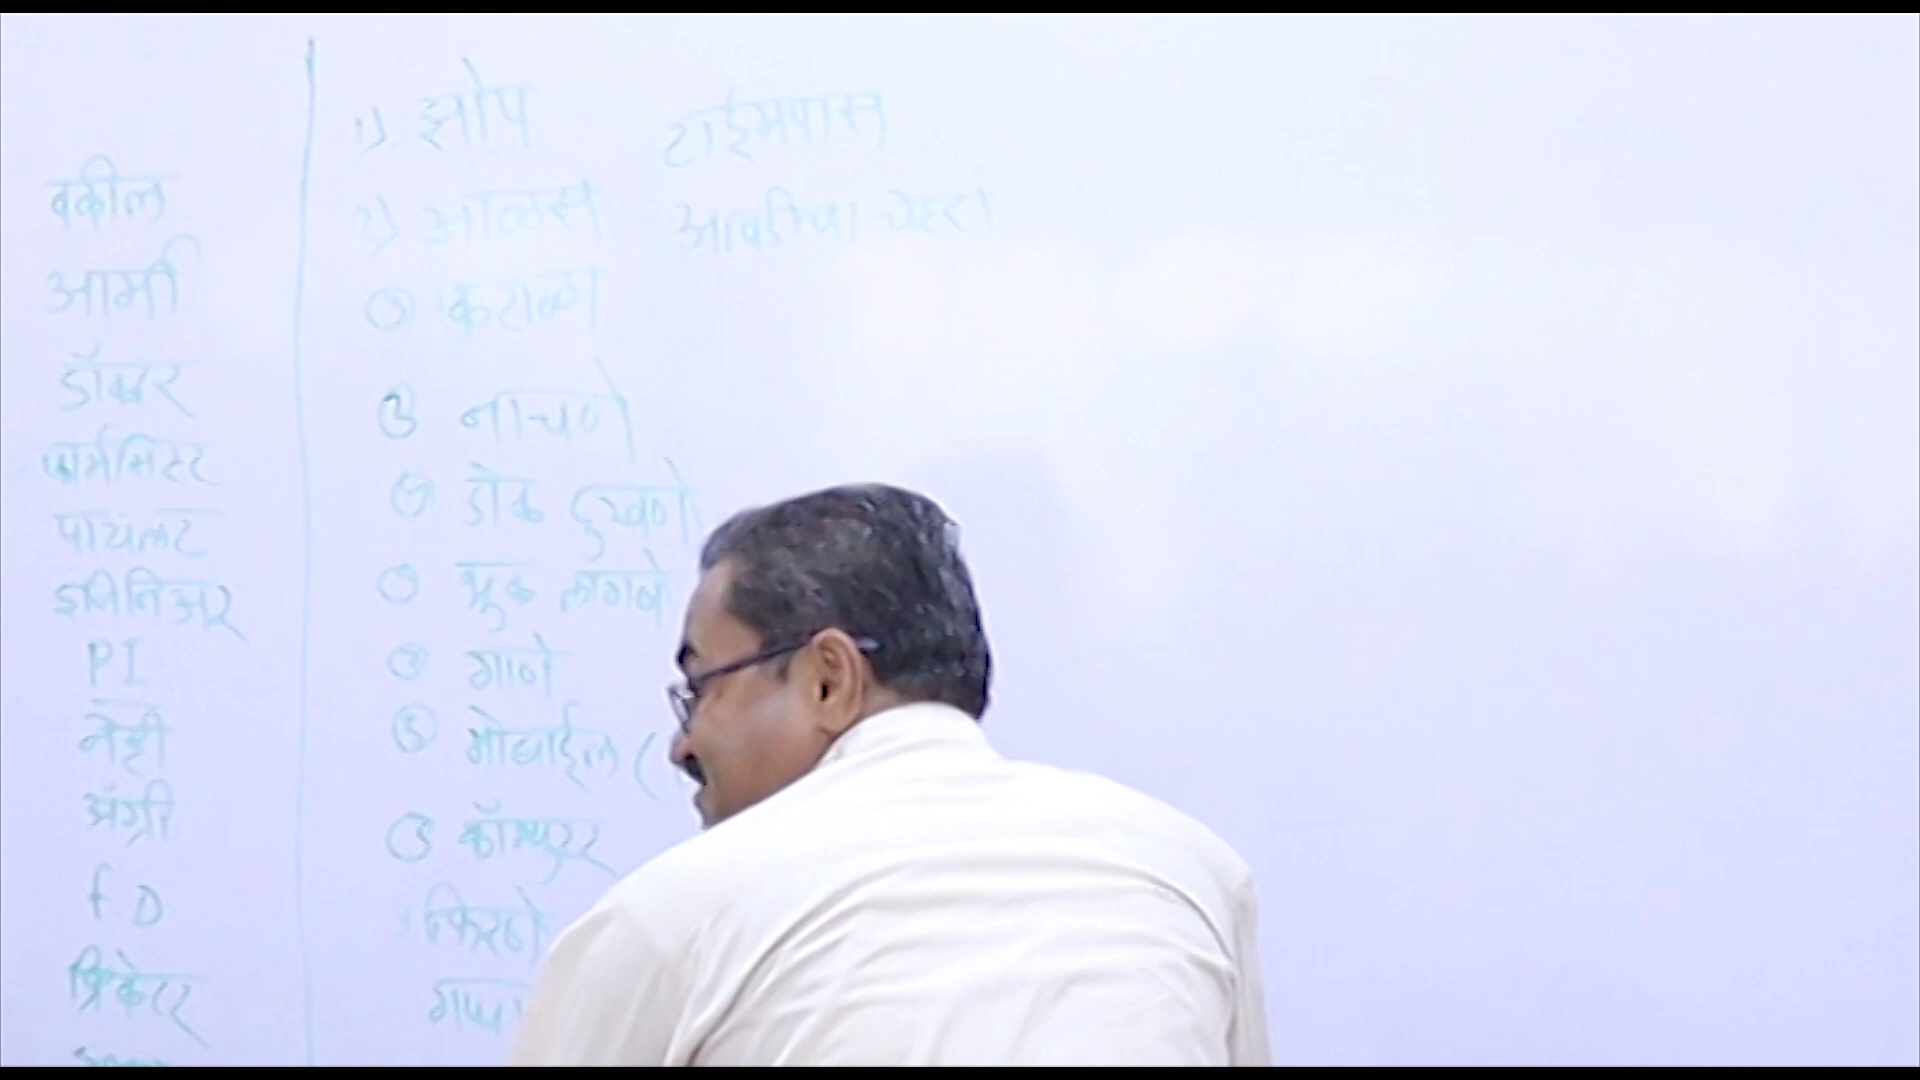 वकील
आर्मी
डॉक्टर
फार्मसिस्ट
पायलट
इंजिनिअर
PI
नेव्ही
अ‍ॅग्री
F.D
क्रिकेटर
1) झोप टाईमपास
2) आळस आवडीचा चेहरा
कंटाळा
नाचणे
डोक दुखणे
भुक लागणे
गाणे
मोबाईल (
कॉम्प्युटर
फिरणे